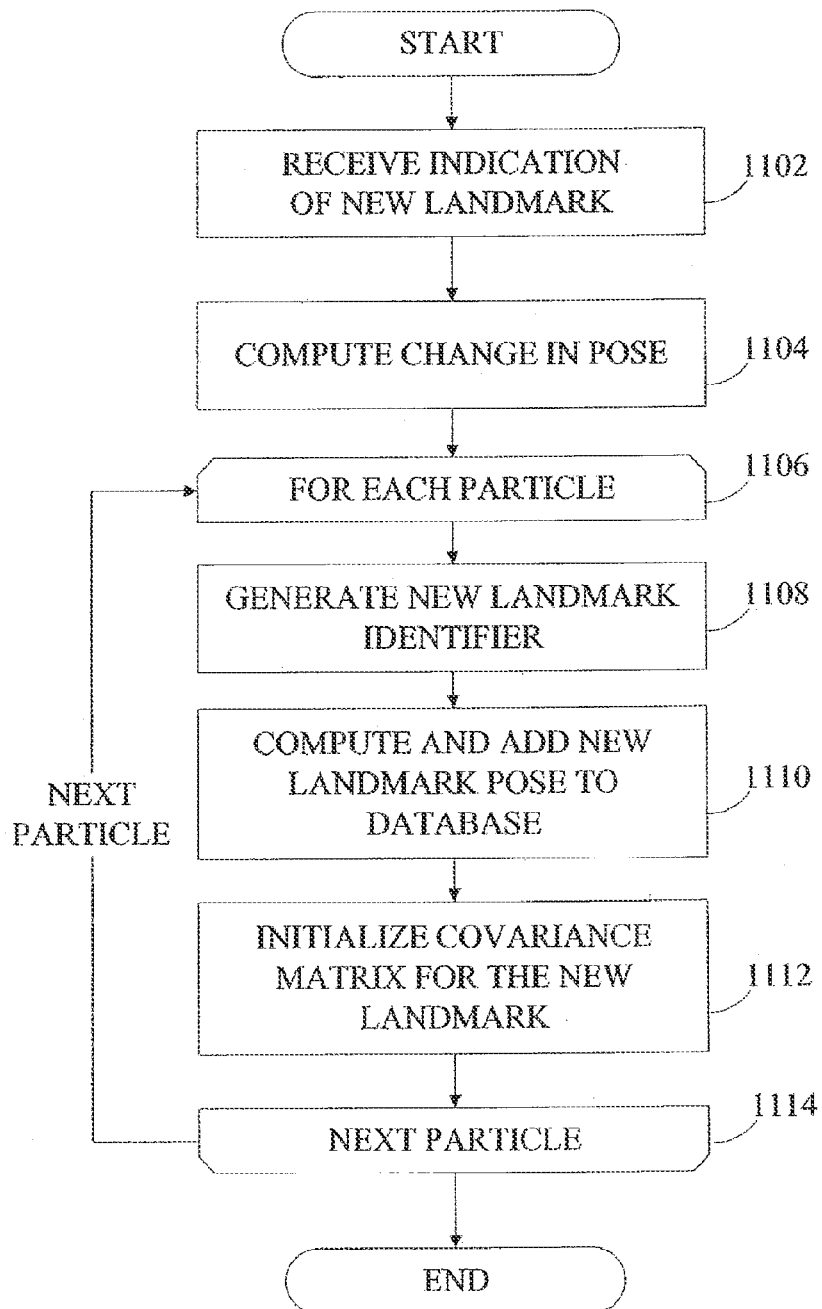 START
RECEIVE INDICATION
OF NEW LANDMARK
1102
COMPUTE CHANGE IN POSE
1104
FOR EACH PARTICLE
1106
GENERATE NEW LANDMARK
IDENTIFIER
1108
COMPUTE AND ADD NEW
LANDMARK POSE TO
DATABASE
1110
NEXT
PARTICLE
INITIALIZE COVARIANCE
MATRIX FOR THE NEW
LANDMARK
1112
NEXT PARTICLE
1114
END